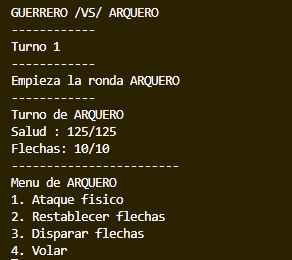 GUERRERO /VS/ ARQUERO
------------
Turno 1
------------
Empieza la ronda ARQUERO
------------
Turno de ARQUERO
Salud : 125/125
Flechas: 10/10
------------------------
Menu de ARQUERO
1. Ataque fisico
2. Restablecer flechas
3. Disparar flechas
4. Volar